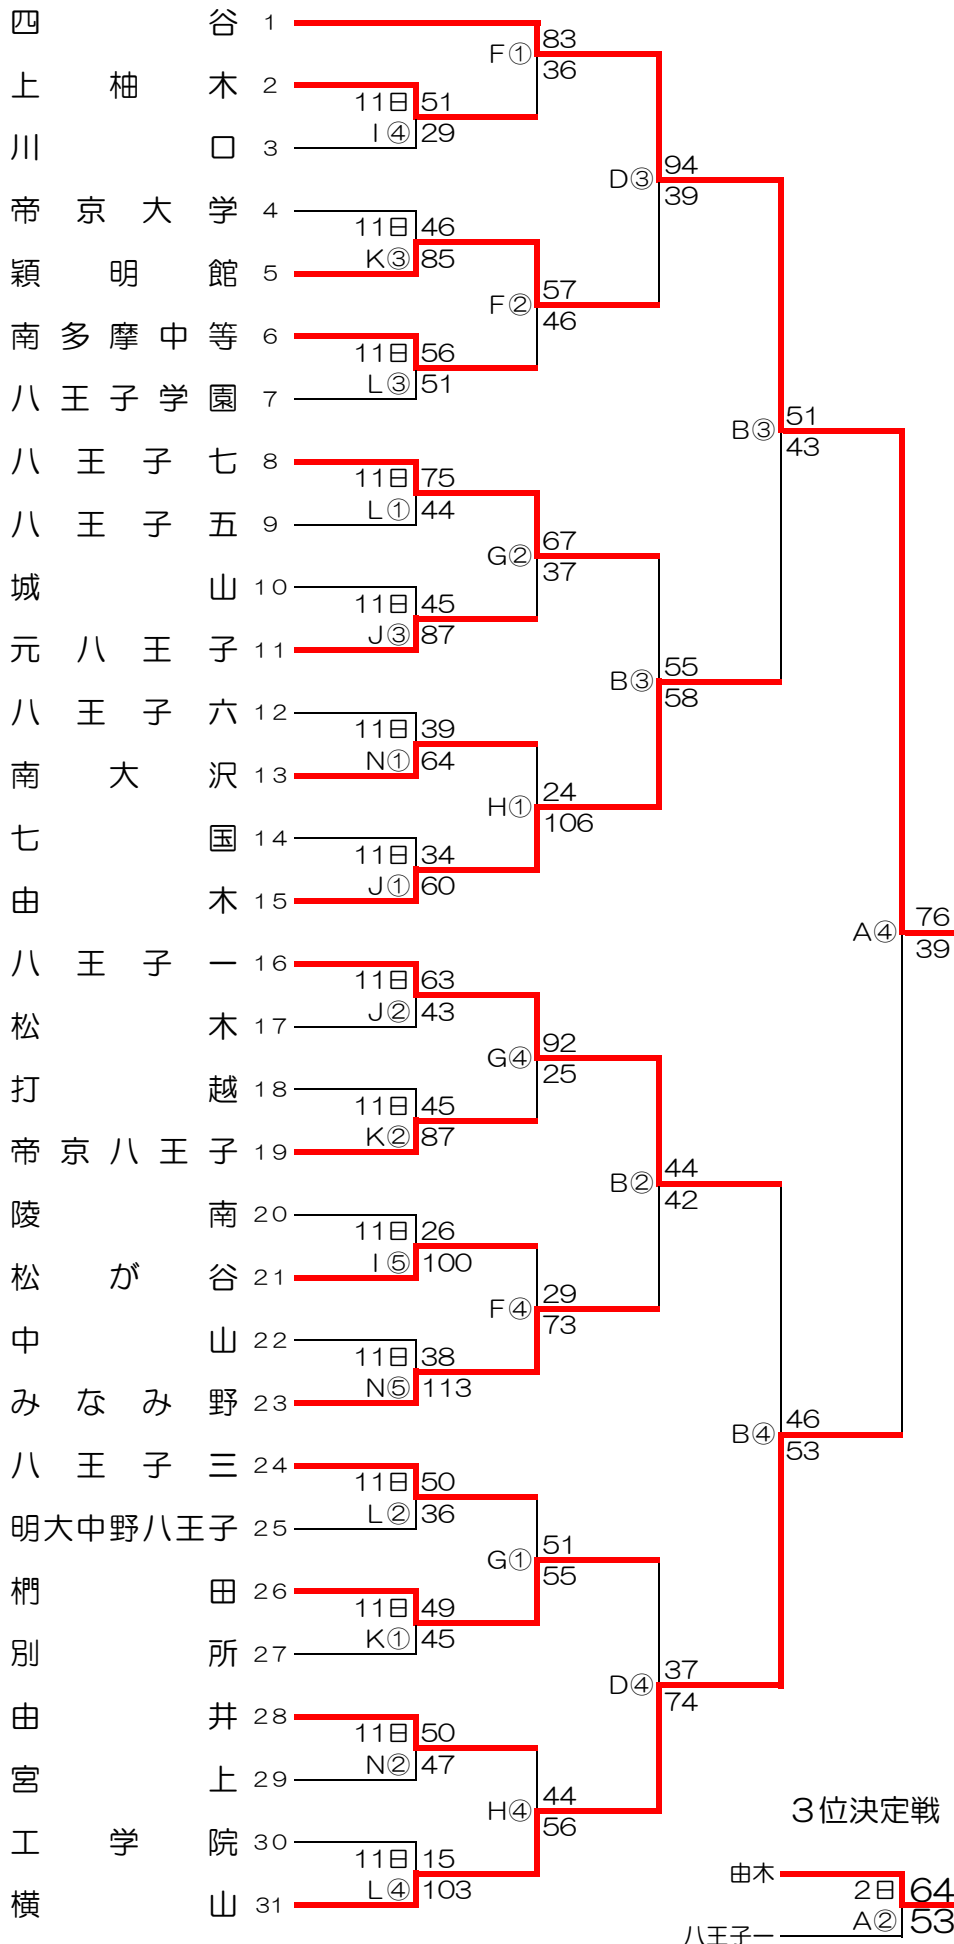 四谷 1
83
F①
36
上柚木 2
11日 51
I④ 29
川口 3
94
D③
39
帝京大学 4
11日 46
K③ 85
穎明館 5
57
F②
46
南多摩中等 6
11日 56
L③ 51
八王子学園 7
51
B③
43
八王子七 8
11日 75
L① 44
八王子五 9
67
G②
37
城山 10
11日 45
J③ 87
元八王子 11
55
B③
58
八王子六 12
11日 39
N① 64
南大沢 13
24
H①
106
七国 14
11日 34
J① 60
由木 15
76
A④
39
八王子一 16
11日 63
J② 43
松木 17
92
G④
25
打越 18
11日 45
K② 87
帝京八王子 19
44
B②
42
陵南 20
11日 26
I⑤ 100
松が谷 21
29
F④
73
中山 22
11日 38
N⑤ 113
みなみ野 23
46
B④
53
八王子三 24
11日 50
L② 36
明大中野八王子 25
51
G①
55
椚田 26
11日 49
K① 45
別所 27
37
D④
74
由井 28
11日 50
N② 47
宮上 29
44
H④
56
工学院 30
11日 15
L④ 103
横山 31
3位決定戦
由木
2日 64
A② 53
八王子一